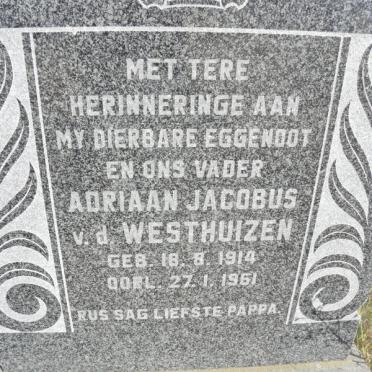 MET TERE
HERINNERINGE AAN
MY DIERBARE EGGENOOT
EN ONS VADER
ADRIAAN JACOBUS
v. d. WESTHUIZEN
GEB. 18. 8. 1914
OORL. 27. 1. 1961
RUS SAG LIEFSTE PAPPA.